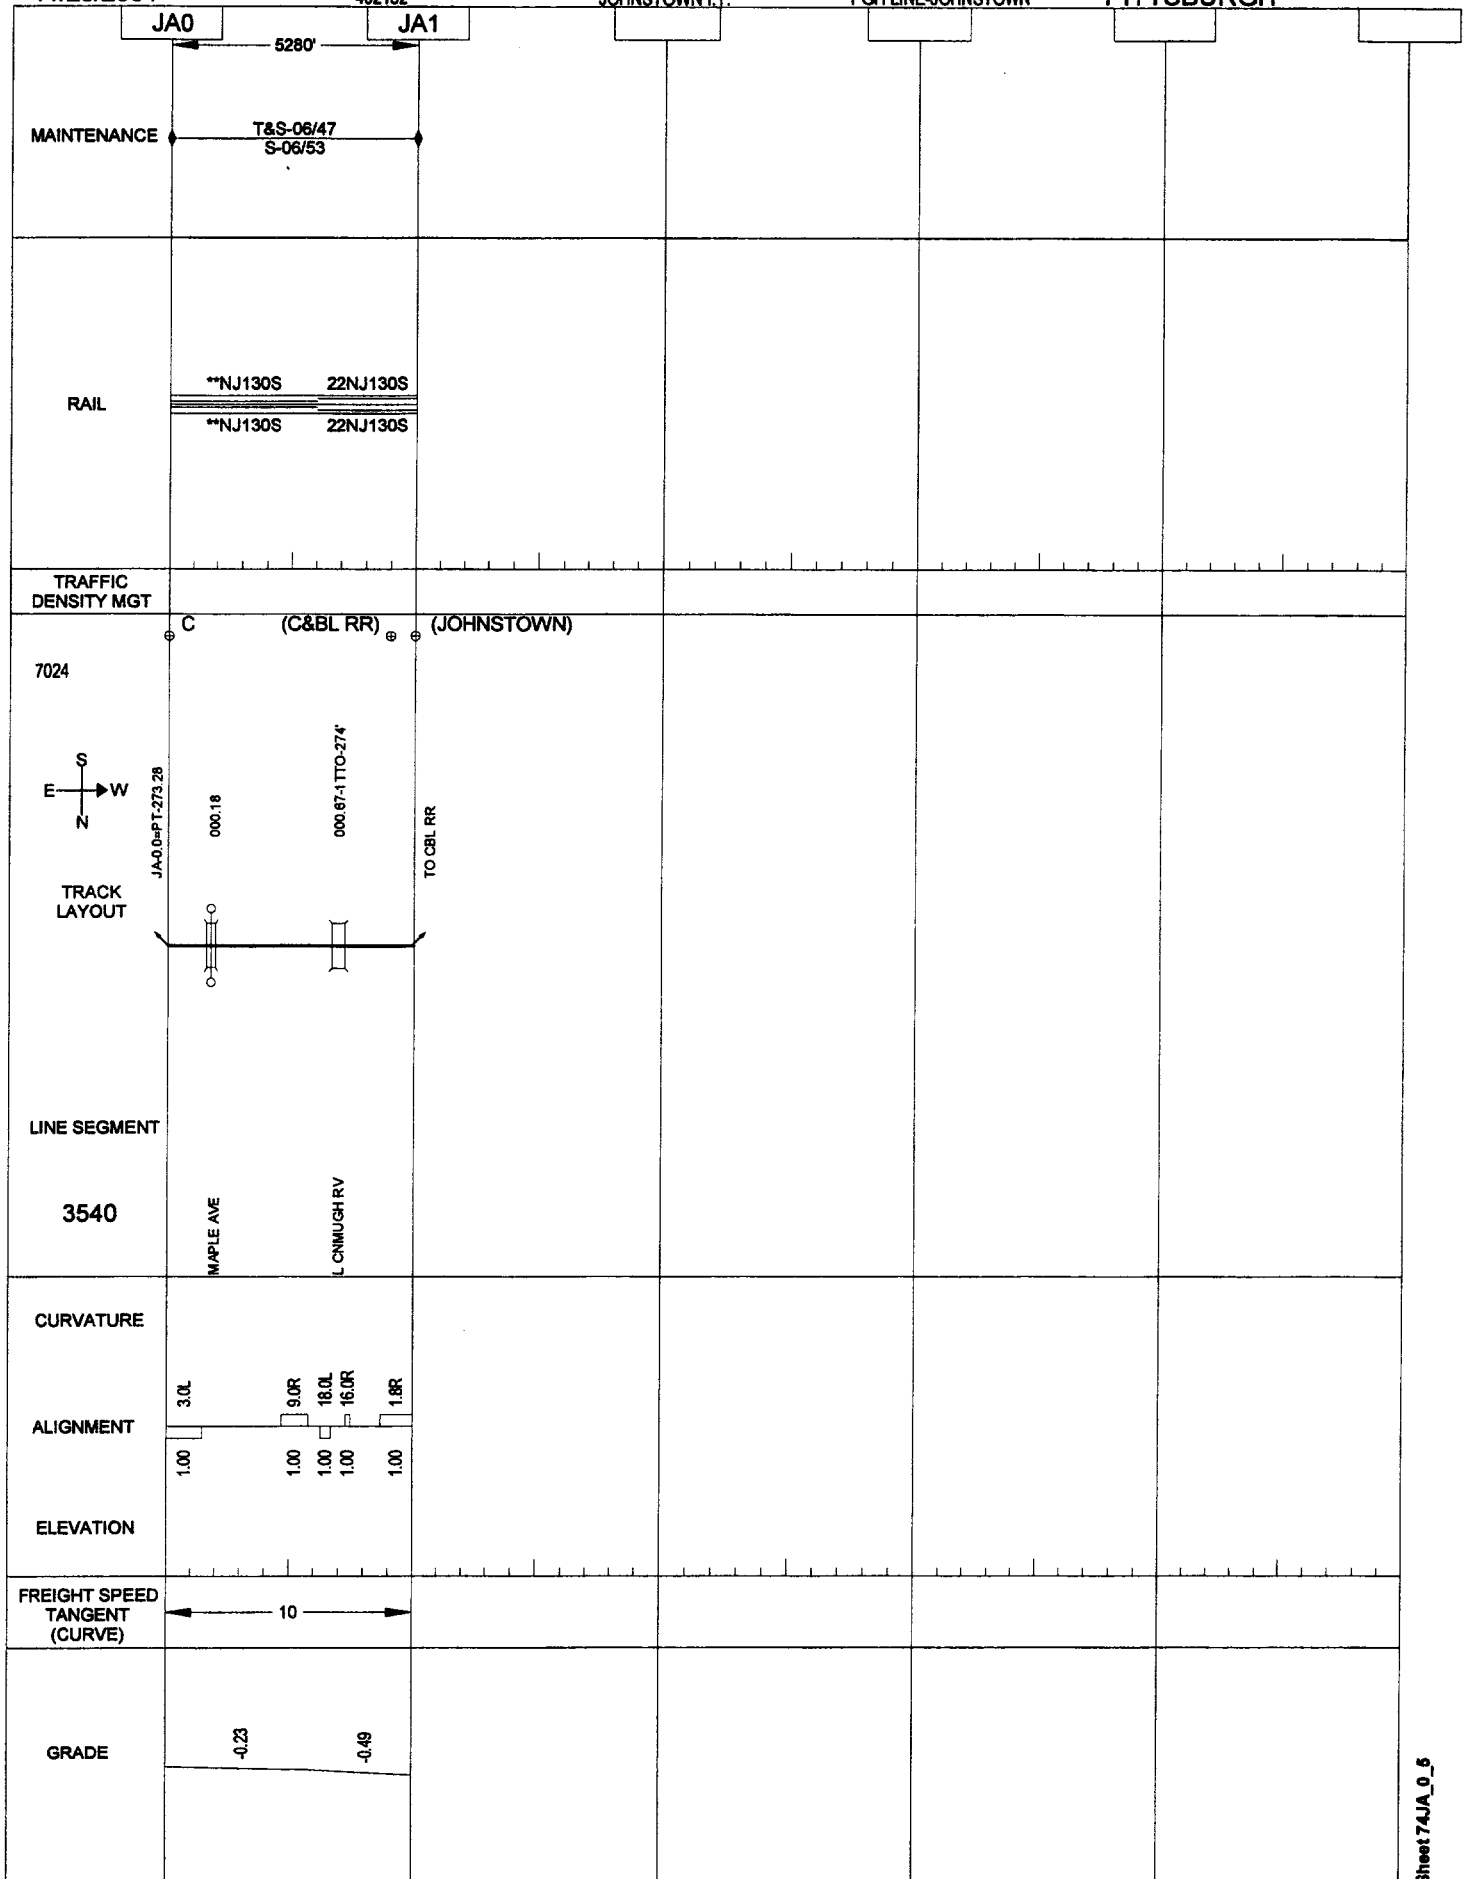 PITTSBURGH
JA0
JA1
5280'
MAINTENANCE
T&S-06/47
S-06/53
RAIL
**NJ130S 22NJ130S
**NJ130S 22NJ130S
TRAFFIC
DENSITY MGT
C (C&BL RR) (JOHNSTOWN)
7024
S
E W
N
JA-0.0=PT-273.28
000.18
000.67-1 TTO-274'
TO CBL RR
TRACK
LAYOUT
LINE SEGMENT
3540
MAPLE AVE
L CNMUGH RV
CURVATURE
3.0L
9.0R
18.0L
16.0R
1.8R
ALIGNMENT
1.00
1.00
1.00
1.00
1.00
ELEVATION
FREIGHT SPEED
TANGENT
(CURVE)
10
GRADE
-0.23
-0.49
Sheet 74JA_0_5